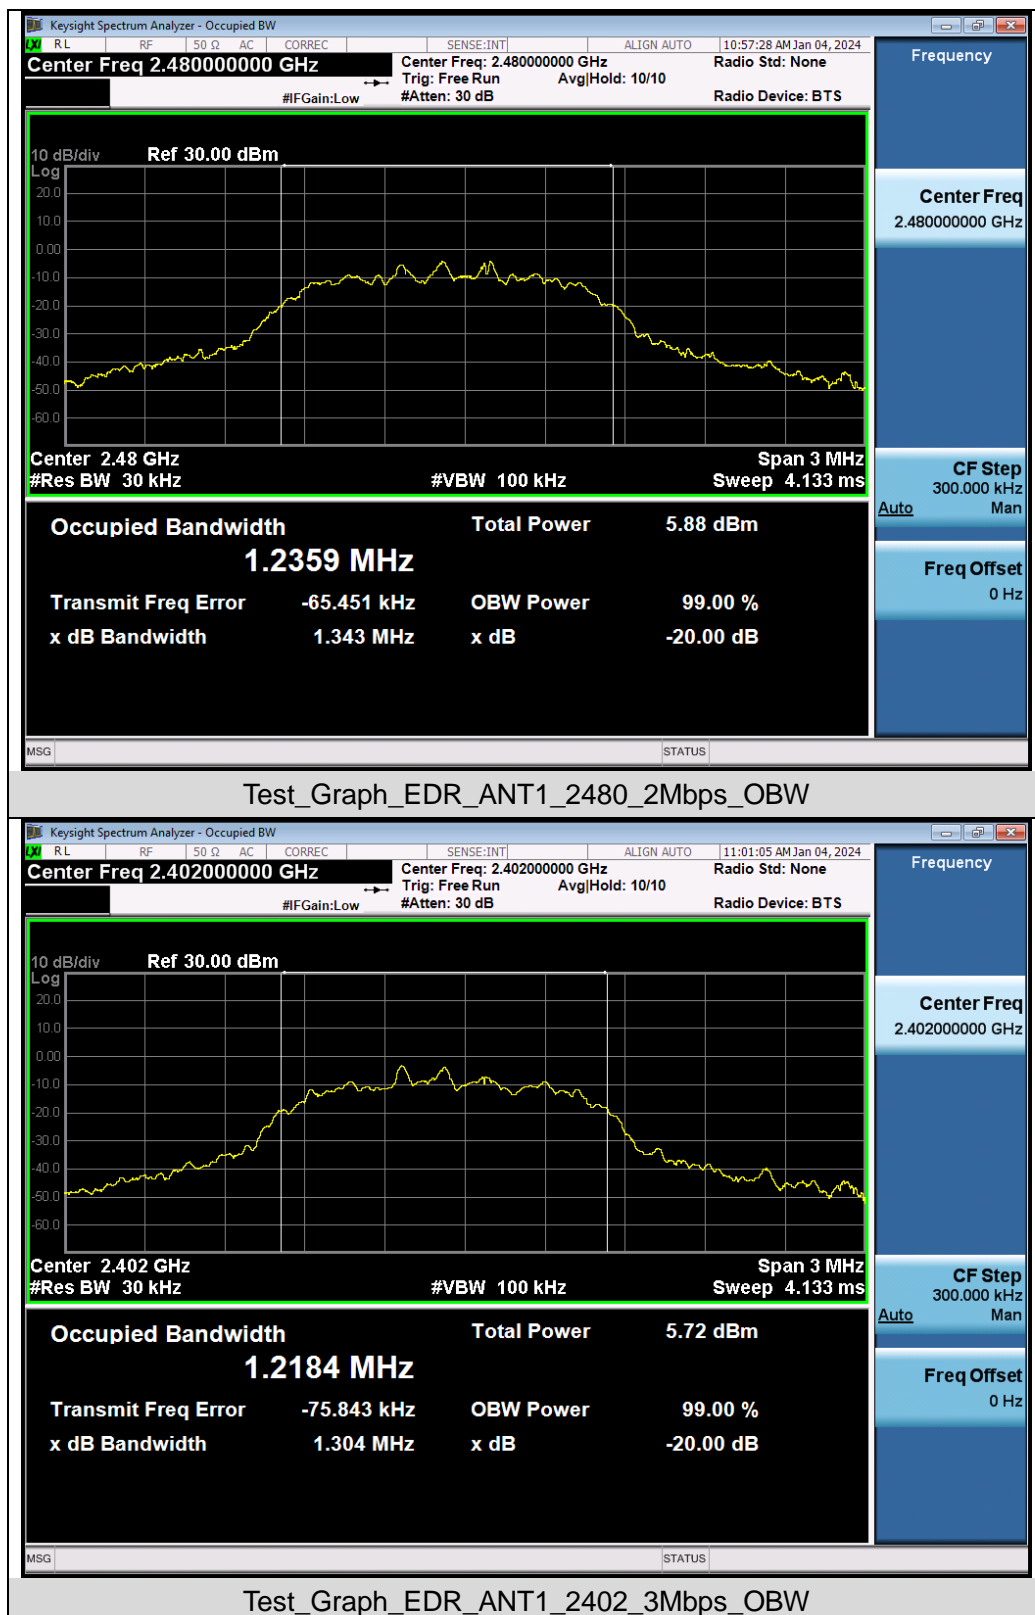 Keysight Spectrum Analyzer - Occupied BW
LXI RL RF 50 Ω AC CORREC SENSE:INT ALIGN AUTO 10:57:28 AM Jan 04, 2024
Center Freq 2.480000000 GHz
Center Freq: 2.480000000 GHz
Radio Std: None
Trig: Free Run Avg|Hold: 10/10
#IFGain:Low
#Atten: 30 dB
Radio Device: BTS
Frequency
10 dB/div Ref 30.00 dBm
Log
20.0
10.0
0.00
-10.0
-20.0
-30.0
-40.0
-50.0
-60.0
Center 2.48 GHz Span 3 MHz
#Res BW 30 kHz #VBW 100 kHz Sweep 4.133 ms
Center Freq
2.480000000 GHz
CF Step
300.000 kHz
Auto Man
Freq Offset
0 Hz
Occupied Bandwidth Total Power 5.88 dBm
1.2359 MHz
Transmit Freq Error -65.451 kHz OBW Power 99.00 %
x dB Bandwidth 1.343 MHz x dB -20.00 dB
MSG STATUS
Test_Graph_EDR_ANT1_2480_2Mbps_OBW
Keysight Spectrum Analyzer - Occupied BW
LXI RL RF 50 Ω AC CORREC SENSE:INT ALIGN AUTO 11:01:05 AM Jan 04, 2024
Center Freq 2.402000000 GHz
Center Freq: 2.402000000 GHz
Radio Std: None
Trig: Free Run Avg|Hold: 10/10
#IFGain:Low
#Atten: 30 dB
Radio Device: BTS
Frequency
10 dB/div Ref 30.00 dBm
Log
20.0
10.0
0.00
-10.0
-20.0
-30.0
-40.0
-50.0
-60.0
Center 2.402 GHz Span 3 MHz
#Res BW 30 kHz #VBW 100 kHz Sweep 4.133 ms
Center Freq
2.402000000 GHz
CF Step
300.000 kHz
Auto Man
Freq Offset
0 Hz
Occupied Bandwidth Total Power 5.72 dBm
1.2184 MHz
Transmit Freq Error -75.843 kHz OBW Power 99.00 %
x dB Bandwidth 1.304 MHz x dB -20.00 dB
MSG STATUS
Test_Graph_EDR_ANT1_2402_3Mbps_OBW